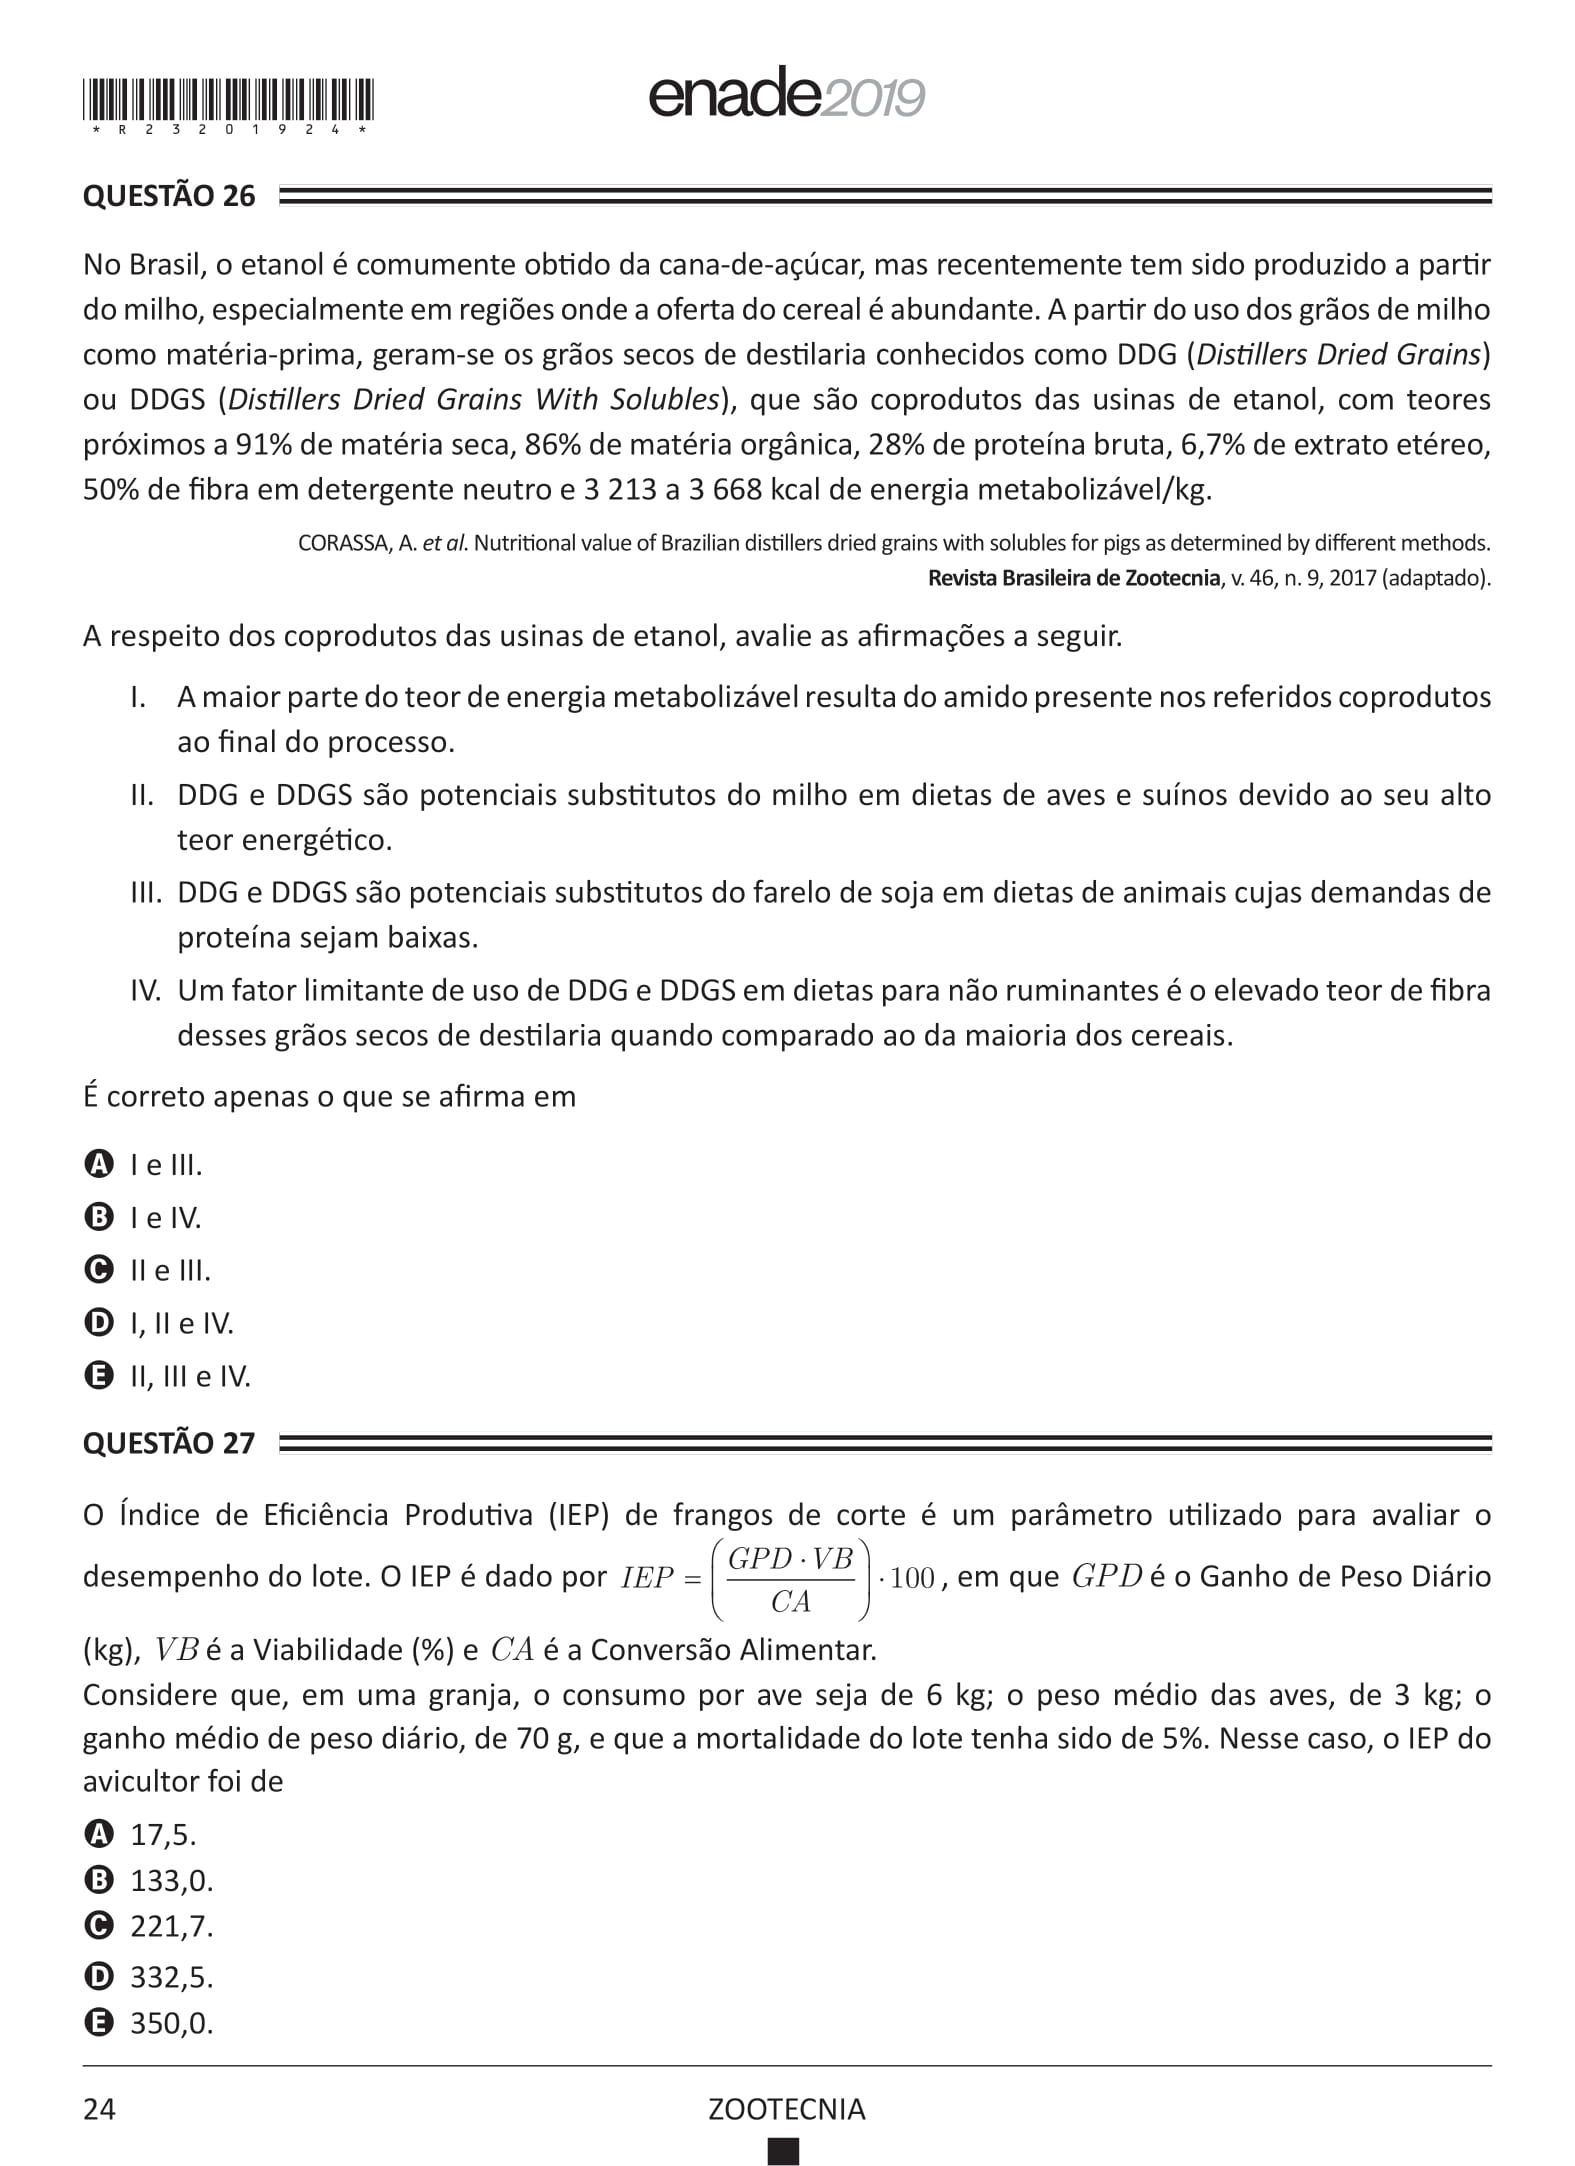 *R23201924*
enade2019
QUESTÃO 26
No Brasil, o etanol é comumente obtido da cana-de-açúcar, mas recentemente tem sido produzido a partir
do milho, especialmente em regiões onde a oferta do cereal é abundante. A partir do uso dos grãos de milho
como matéria-prima, geram-se os grãos secos de destilaria conhecidos como DDG (Distillers Dried Grains)
ou DDGS (Distillers Dried Grains With Solubles), que são coprodutos das usinas de etanol, com teores
próximos a 91% de matéria seca, 86% de matéria orgânica, 28% de proteína bruta, 6,7% de extrato etéreo,
50% de fibra em detergente neutro e 3 213 a 3 668 kcal de energia metabolizável/kg.
CORASSA, A. et al. Nutritional value of Brazilian distillers dried grains with solubles for pigs as determined by different methods.
Revista Brasileira de Zootecnia, v. 46, n. 9, 2017 (adaptado).
A respeito dos coprodutos das usinas de etanol, avalie as afirmações a seguir.
I. A maior parte do teor de energia metabolizável resulta do amido presente nos referidos coprodutos
ao final do processo.
II. DDG e DDGS são potenciais substitutos do milho em dietas de aves e suínos devido ao seu alto
teor energético.
III. DDG e DDGS são potenciais substitutos do farelo de soja em dietas de animais cujas demandas de
proteína sejam baixas.
IV. Um fator limitante de uso de DDG e DDGS em dietas para não ruminantes é o elevado teor de fibra
desses grãos secos de destilaria quando comparado ao da maioria dos cereais.
É correto apenas o que se afirma em
A I e III.
B I e IV.
C II e III.
D I, II e IV.
E II, III e IV.
QUESTÃO 27
O Índice de Eficiência Produtiva (IEP) de frangos de corte é um parâmetro utilizado para avaliar o
desempenho do lote. O IEP é dado por IEP = (GPD · VB / CA) · 100, em que GPD é o Ganho de Peso Diário
(kg), VB é a Viabilidade (%) e CA é a Conversão Alimentar.
Considere que, em uma granja, o consumo por ave seja de 6 kg; o peso médio das aves, de 3 kg; o
ganho médio de peso diário, de 70 g, e que a mortalidade do lote tenha sido de 5%. Nesse caso, o IEP do
avicultor foi de
A 17,5.
B 133,0.
C 221,7.
D 332,5.
E 350,0.
24
ZOOTECNIA